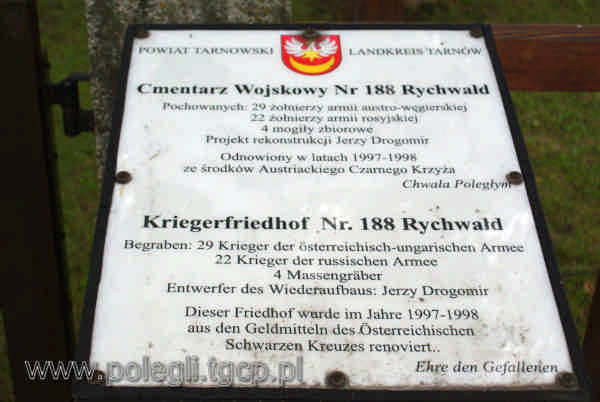 POWIAT TARNOWSKI LANDKREIS TARNÓW
Cmentarz Wojskowy Nr 188 Rychwałd
Pochowanych: 29 żołnierzy armii austro-węgierskiej
22 żołnierzy armii rosyjskiej
4 mogiły zbiorowe
Projekt rekonstrukcji Jerzy Drogomir
Odnowiony w latach 1997-1998
ze środków Austriackiego Czarnego Krzyża
Chwała Poległym
Kriegerfriedhof Nr. 188 Rychwałd
Begraben: 29 Krieger der österreichisch-ungarischen Armee
22 Krieger der russischen Armee
4 Massengräber
Entwerfer des Wiederaufbaus: Jerzy Drogomir
Dieser Friedhof wurde im Jahre 1997-1998
aus den Geldmitteln des Österreichischen
Schwarzen Kreuzes renoviert..
Ehre den Gefallenen
www.polegli.tgcp.pl